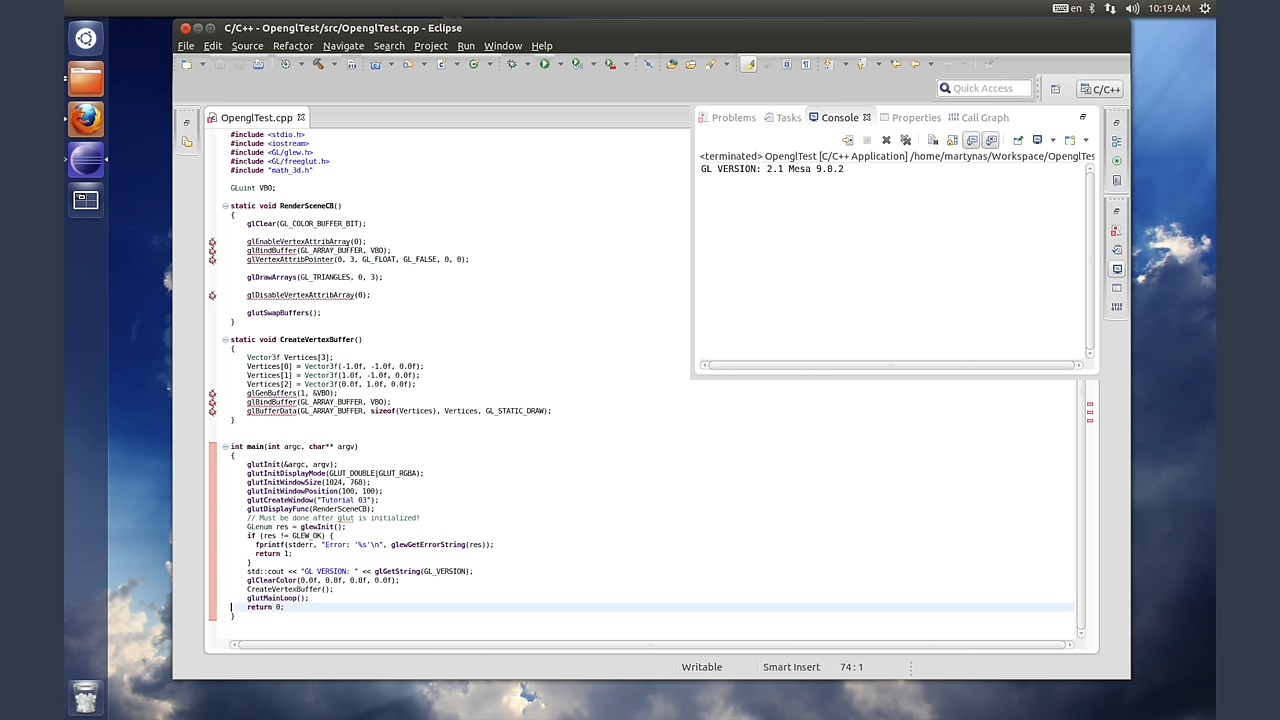 en
10:19 AM
C/C++ - OpenglTest/src/OpenglTest.cpp - Eclipse
File Edit Source Refactor Navigate Search Project Run Window Help
Quick Access
C/C++
OpenglTest.cpp
#include <stdio.h>
#include <iostream>
#include <GL/glew.h>
#include <GL/freeglut.h>
#include "math_3d.h"
GLuint VBO;
static void RenderSceneCB()
{
glClear(GL_COLOR_BUFFER_BIT);
glEnableVertexAttribArray(0);
glBindBuffer(GL_ARRAY_BUFFER, VBO);
glVertexAttribPointer(0, 3, GL_FLOAT, GL_FALSE, 0, 0);
glDrawArrays(GL_TRIANGLES, 0, 3);
glDisableVertexAttribArray(0);
glutSwapBuffers();
}
static void CreateVertexBuffer()
{
Vector3f Vertices[3];
Vertices[0] = Vector3f(-1.0f, -1.0f, 0.0f);
Vertices[1] = Vector3f(1.0f, -1.0f, 0.0f);
Vertices[2] = Vector3f(0.0f, 1.0f, 0.0f);
glGenBuffers(1, &VBO);
glBindBuffer(GL_ARRAY_BUFFER, VBO);
glBufferData(GL_ARRAY_BUFFER, sizeof(Vertices), Vertices, GL_STATIC_DRAW);
}
int main(int argc, char** argv)
{
glutInit(&argc, argv);
glutInitDisplayMode(GLUT_DOUBLE|GLUT_RGBA);
glutInitWindowSize(1024, 768);
glutInitWindowPosition(100, 100);
glutCreateWindow("Tutorial 03");
glutDisplayFunc(RenderSceneCB);
// Must be done after glut is initialized!
GLenum res = glewInit();
if (res != GLEW_OK) {
fprintf(stderr, "Error: '%s'\n", glewGetErrorString(res));
return 1;
}
std::cout << "GL VERSION: " << glGetString(GL_VERSION);
glClearColor(0.0f, 0.0f, 0.0f, 0.0f);
CreateVertexBuffer();
glutMainLoop();
return 0;
}
Problems Tasks Console Properties Call Graph
<terminated> OpenglTest [C/C++ Application] /home/martynas/Workspace/OpenglTes
GL VERSION: 2.1 Mesa 9.0.2
Writable Smart Insert 74 : 1